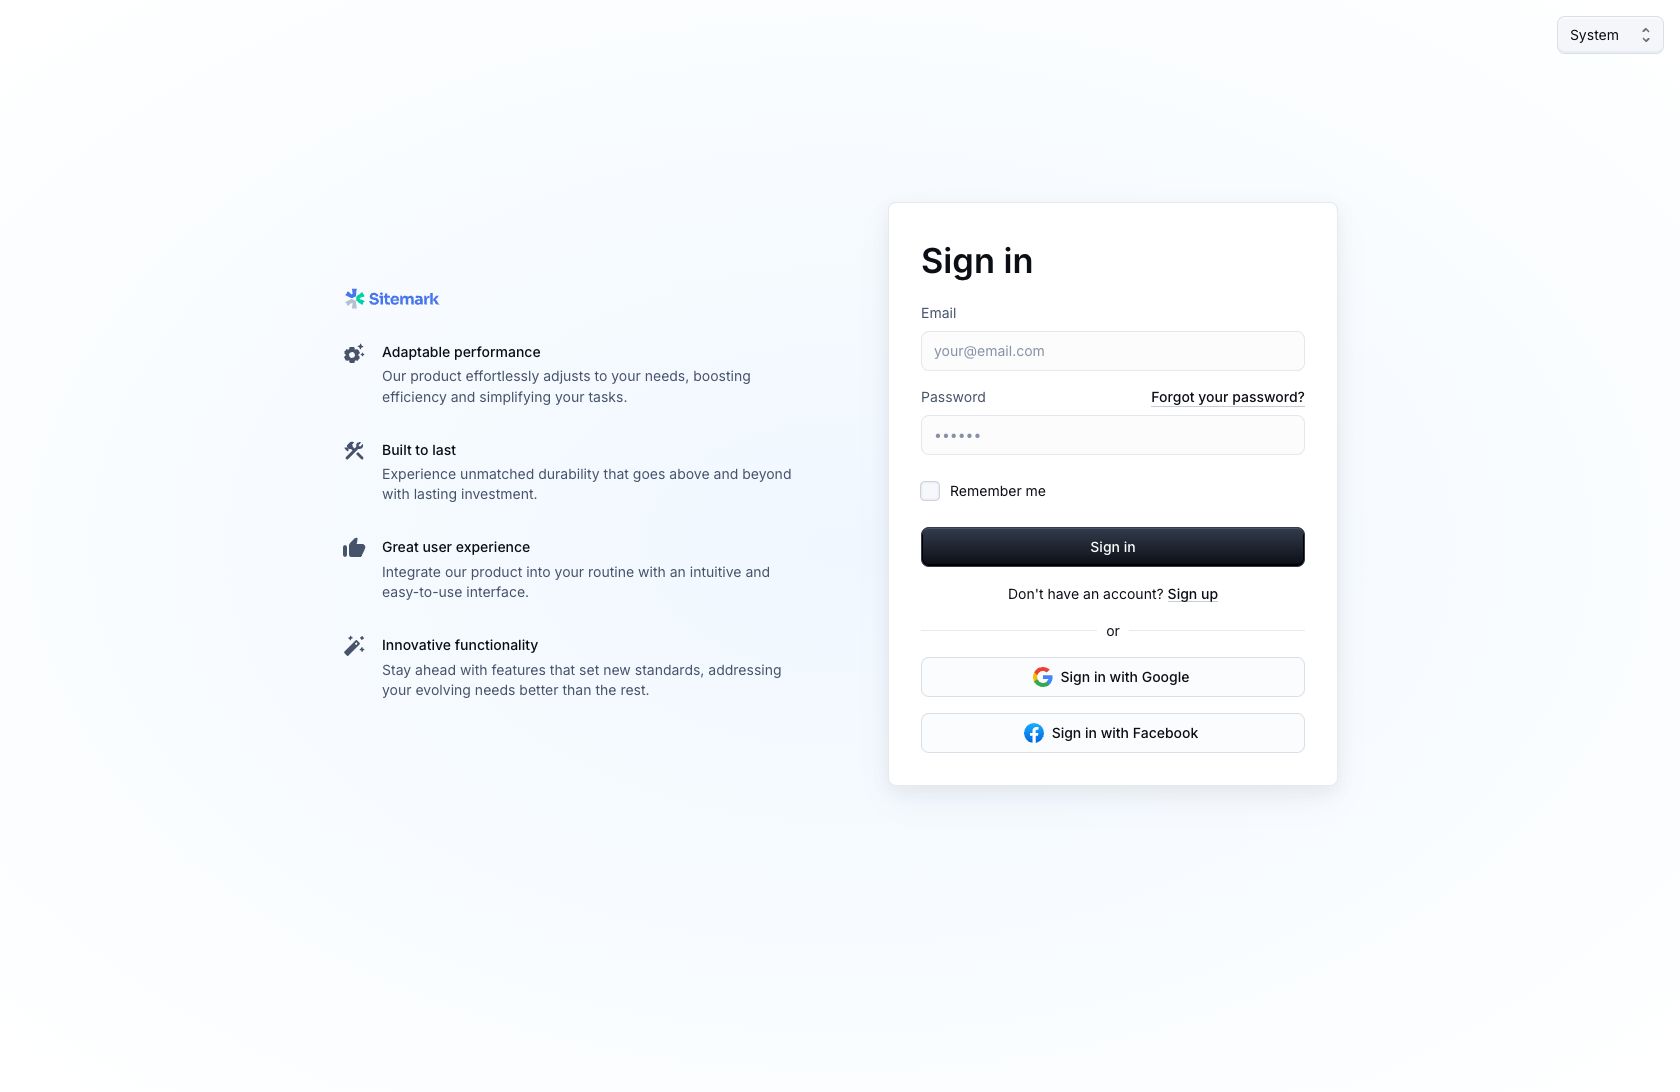 System
Sitemark
Adaptable performance
Our product effortlessly adjusts to your needs, boosting
efficiency and simplifying your tasks.
Built to last
Experience unmatched durability that goes above and beyond
with lasting investment.
Great user experience
Integrate our product into your routine with an intuitive and
easy-to-use interface.
Innovative functionality
Stay ahead with features that set new standards, addressing
your evolving needs better than the rest.
Sign in
Email
your@email.com
Password Forgot your password?
••••••
Remember me
Sign in
Don't have an account? Sign up
or
Sign in with Google
Sign in with Facebook